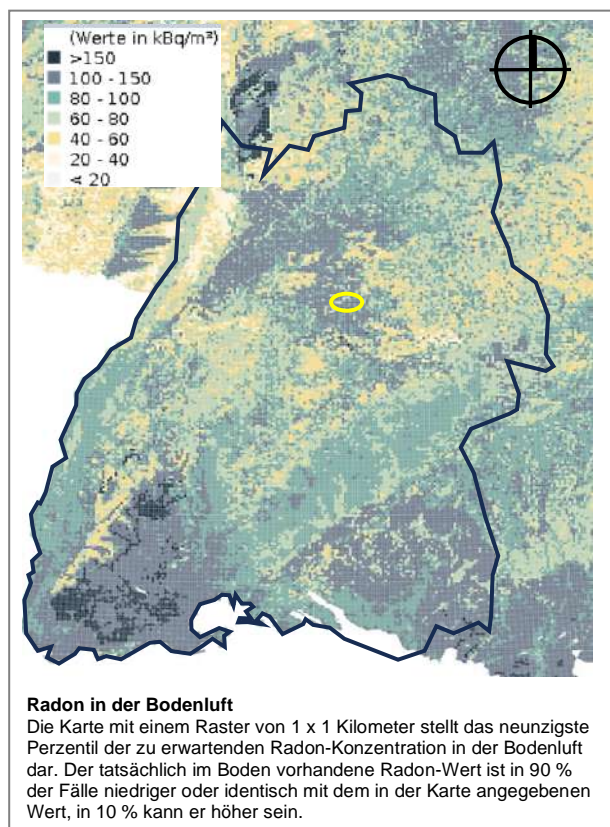 (Werte in kBq/m³)
>150
100 - 150
80 - 100
60 - 80
40 - 60
20 - 40
< 20
Radon in der Bodenluft
Die Karte mit einem Raster von 1 x 1 Kilometer stellt das neunzigste
Perzentil der zu erwartenden Radon-Konzentration in der Bodenluft
dar. Der tatsächlich im Boden vorhandene Radon-Wert ist in 90 %
der Fälle niedriger oder identisch mit dem in der Karte angegebenen
Wert, in 10 % kann er höher sein.